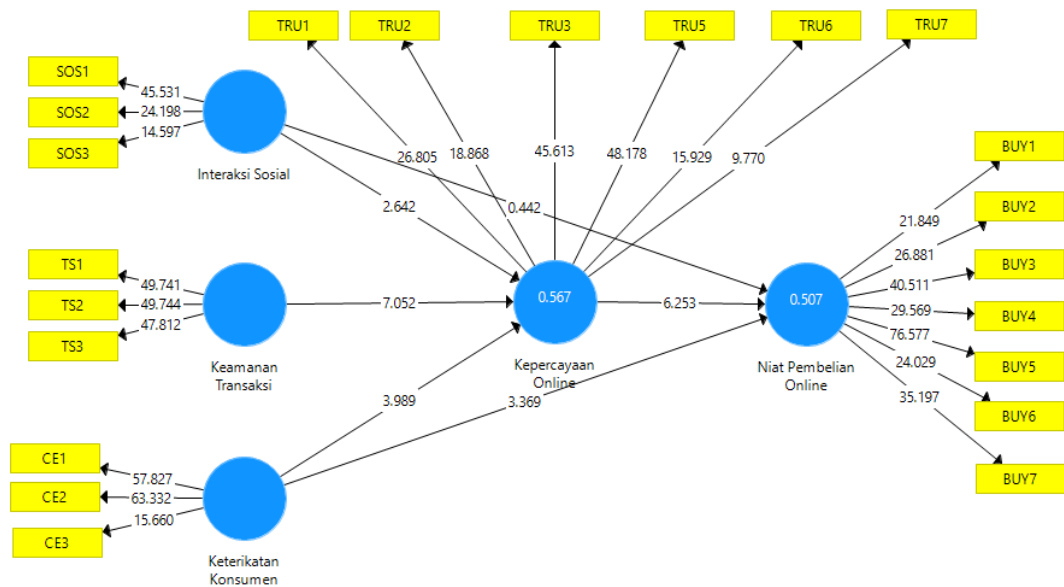 TRU1
TRU2
TRU3
TRU5
TRU6
TRU7
SOS1
SOS2
SOS3
45.531
24.198
14.597
Interaksi Sosial
26.805
18.868
45.613
48.178
15.929
9.770
2.642
0.442
BUY1
BUY2
BUY3
BUY4
BUY5
BUY6
BUY7
21.849
26.881
40.511
29.569
76.577
24.029
35.197
TS1
TS2
TS3
49.741
49.744
47.812
Keamanan
Transaksi
7.052
0.567
Kepercayaan
Online
6.253
0.507
Niat Pembelian
Online
3.989
3.369
CE1
CE2
CE3
57.827
63.332
15.660
Keterikatan
Konsumen